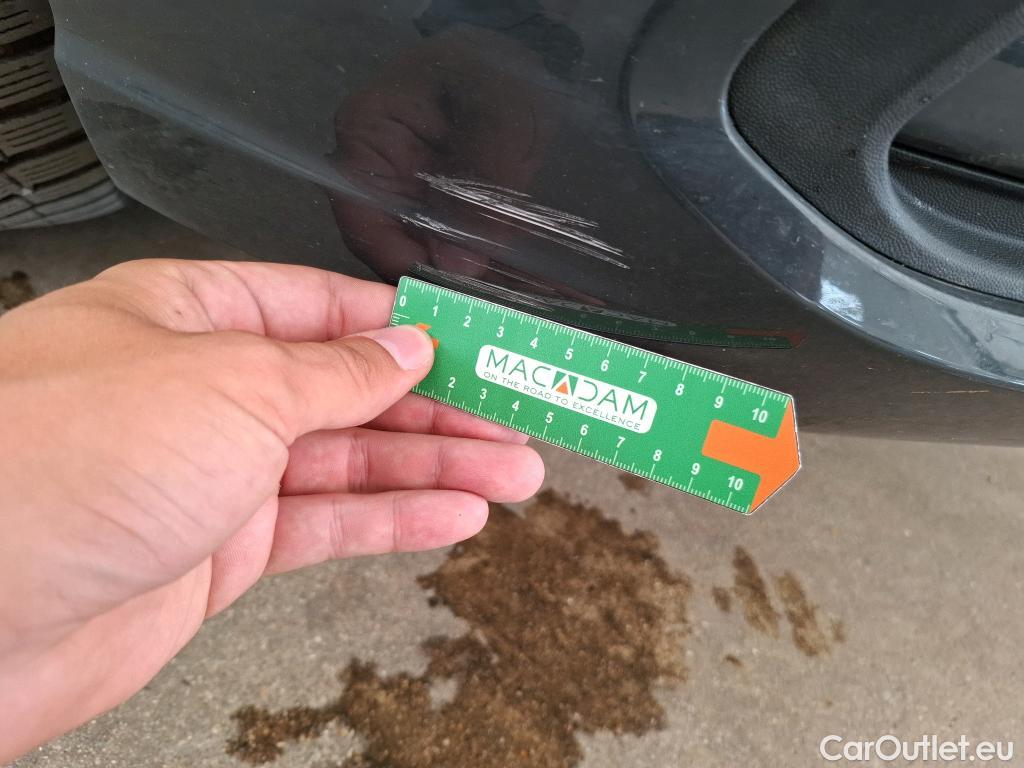 0 1 2 3 4 5 6 7 8 9 10
MACADAM
ON THE ROAD TO EXCELLENCE
2 3 4 5 6 7 8 9 10
CarOutlet.eu